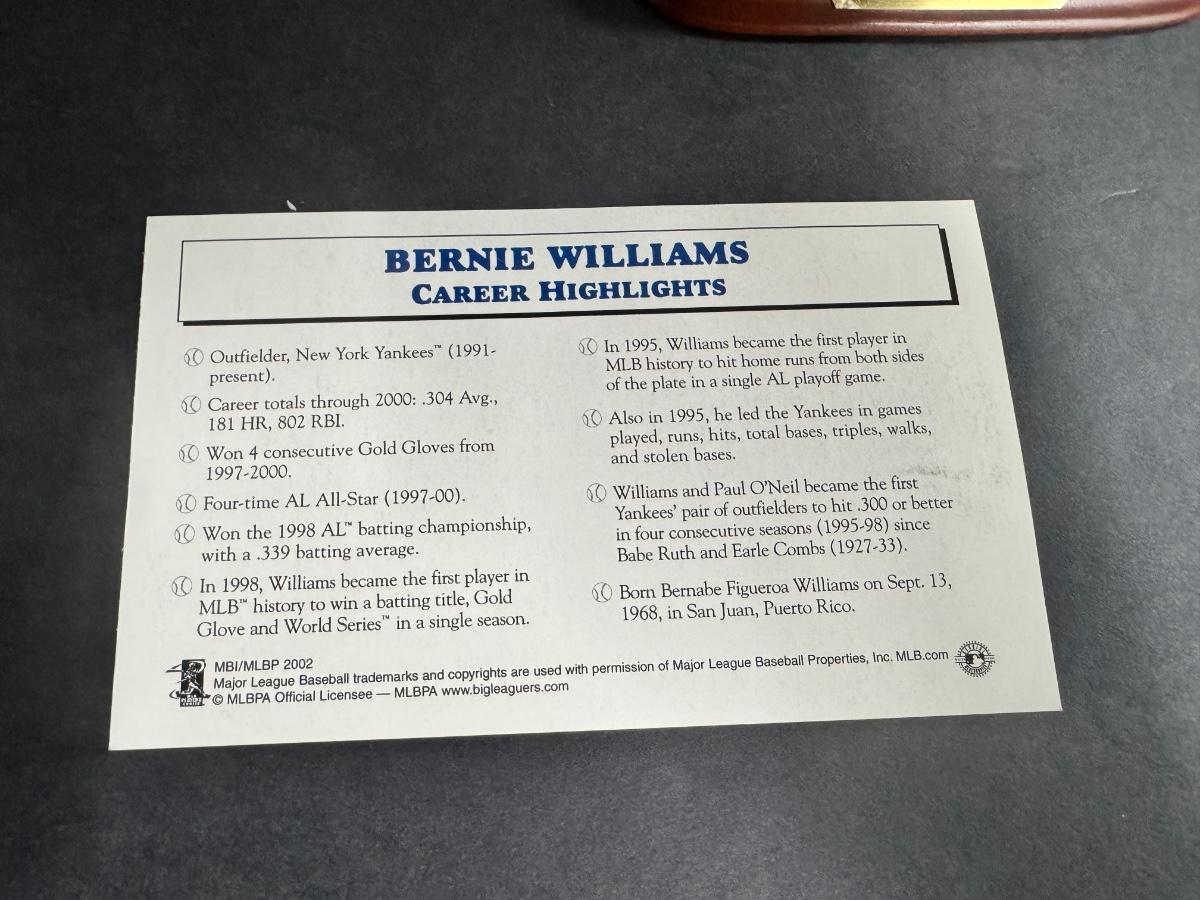 BERNIE WILLIAMS
CAREER HIGHLIGHTS
Outfielder, New York Yankees™ (1991-
present).
Career totals through 2000: .304 Avg.,
181 HR, 802 RBI.
Won 4 consecutive Gold Gloves from
1997-2000.
Four-time AL All-Star (1997-00).
Won the 1998 AL™ batting championship,
with a .339 batting average.
In 1998, Williams became the first player in
MLB™ history to win a batting title, Gold
Glove and World Series™ in a single season.
In 1995, Williams became the first player in
MLB history to hit home runs from both sides
of the plate in a single AL playoff game.
Also in 1995, he led the Yankees in games
played, runs, hits, total bases, triples, walks,
and stolen bases.
Williams and Paul O'Neil became the first
Yankees' pair of outfielders to hit .300 or better
in four consecutive seasons (1995-98) since
Babe Ruth and Earle Combs (1927-33).
Born Bernabe Figueroa Williams on Sept. 13,
1968, in San Juan, Puerto Rico.
MBI/MLBP 2002
Major League Baseball trademarks and copyrights are used with permission of Major League Baseball Properties, Inc. MLB.com
© MLBPA Official Licensee — MLBPA www.bigleaguers.com